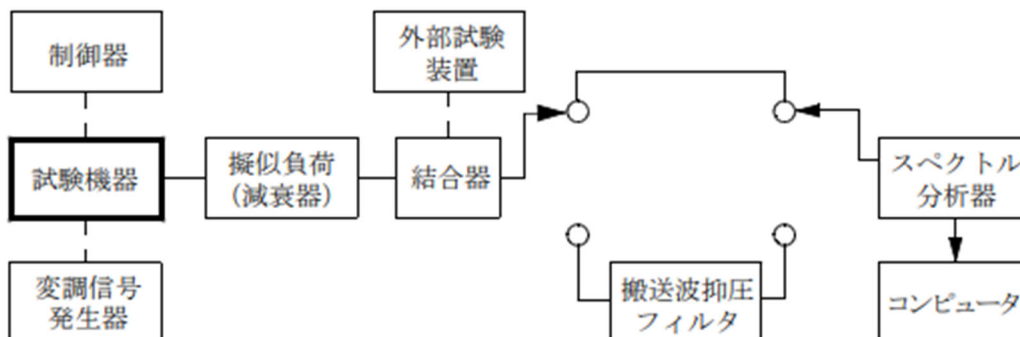 制御器
外部試験
装置
試験機器
擬似負荷
(減衰器)
結合器
スペクトル
分析器
変調信号
発生器
搬送波抑圧
フィルタ
コンピュータ